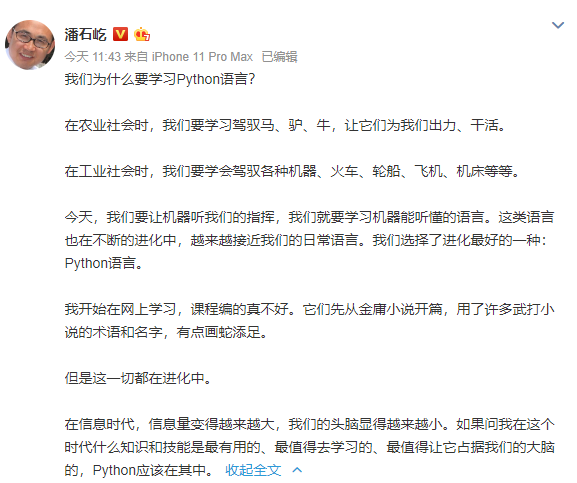 潘石屹
今天 11:43 来自 iPhone 11 Pro Max 已编辑
我们为什么要学习Python语言？
在农业社会时，我们要学习驾驭马、驴、牛，让它们为我们出力、干活。
在工业社会时，我们要学会驾驭各种机器、火车、轮船、飞机、机床等等。
今天，我们要让机器听我们的指挥，我们就要学习机器能听懂的语言。这类语言
也在不断的进化中，越来越接近我们的日常语言。我们选择了进化最好的一种：
Python语言。
我开始在网上学习，课程编的真不好。它们先从金庸小说开篇，用了许多武打小
说的术语和名字，有点画蛇添足。
但是这一切都在进化中。
在信息时代，信息量变得越来越大，我们的头脑显得越来越小。如果问我在这个
时代什么知识和技能是最有用的、最值得去学习的、最值得让它占据我们的大脑
的，Python应该在其中。 收起全文